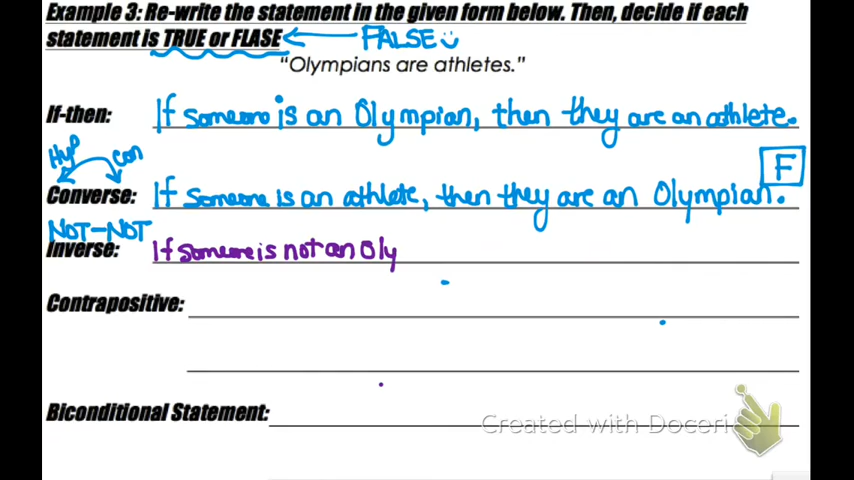 Example 3: Re-write the statement in the given form below. Then, decide if each
statement is TRUE or FLASE FALSE
"Olympians are athletes."
If-then: If someone is an Olympian, then they are an athlete.
Hyp con
F
Converse: If someone is an athlete, then they are an Olympian.
NOT-NOT
Inverse: If someone is not an Oly
Contrapositive:
Biconditional Statement:
Created with Doceri